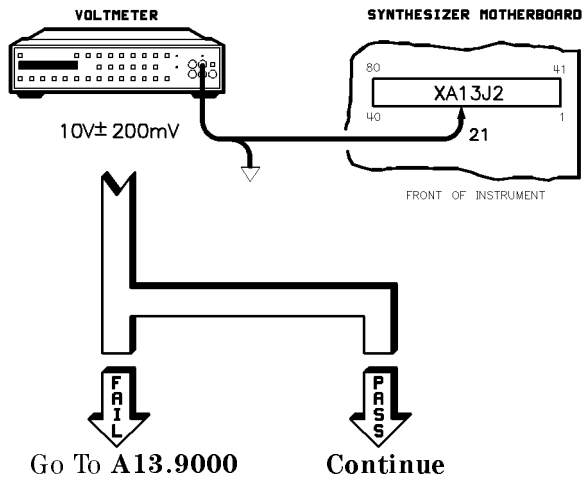 VOLTMETER
SYNTHESIZER MOTHERBOARD
80
41
XA13J2
40
1
10V± 200mV
21
FRONT OF INSTRUMENT
FAIL
PASS
Go To A13.9000
Continue